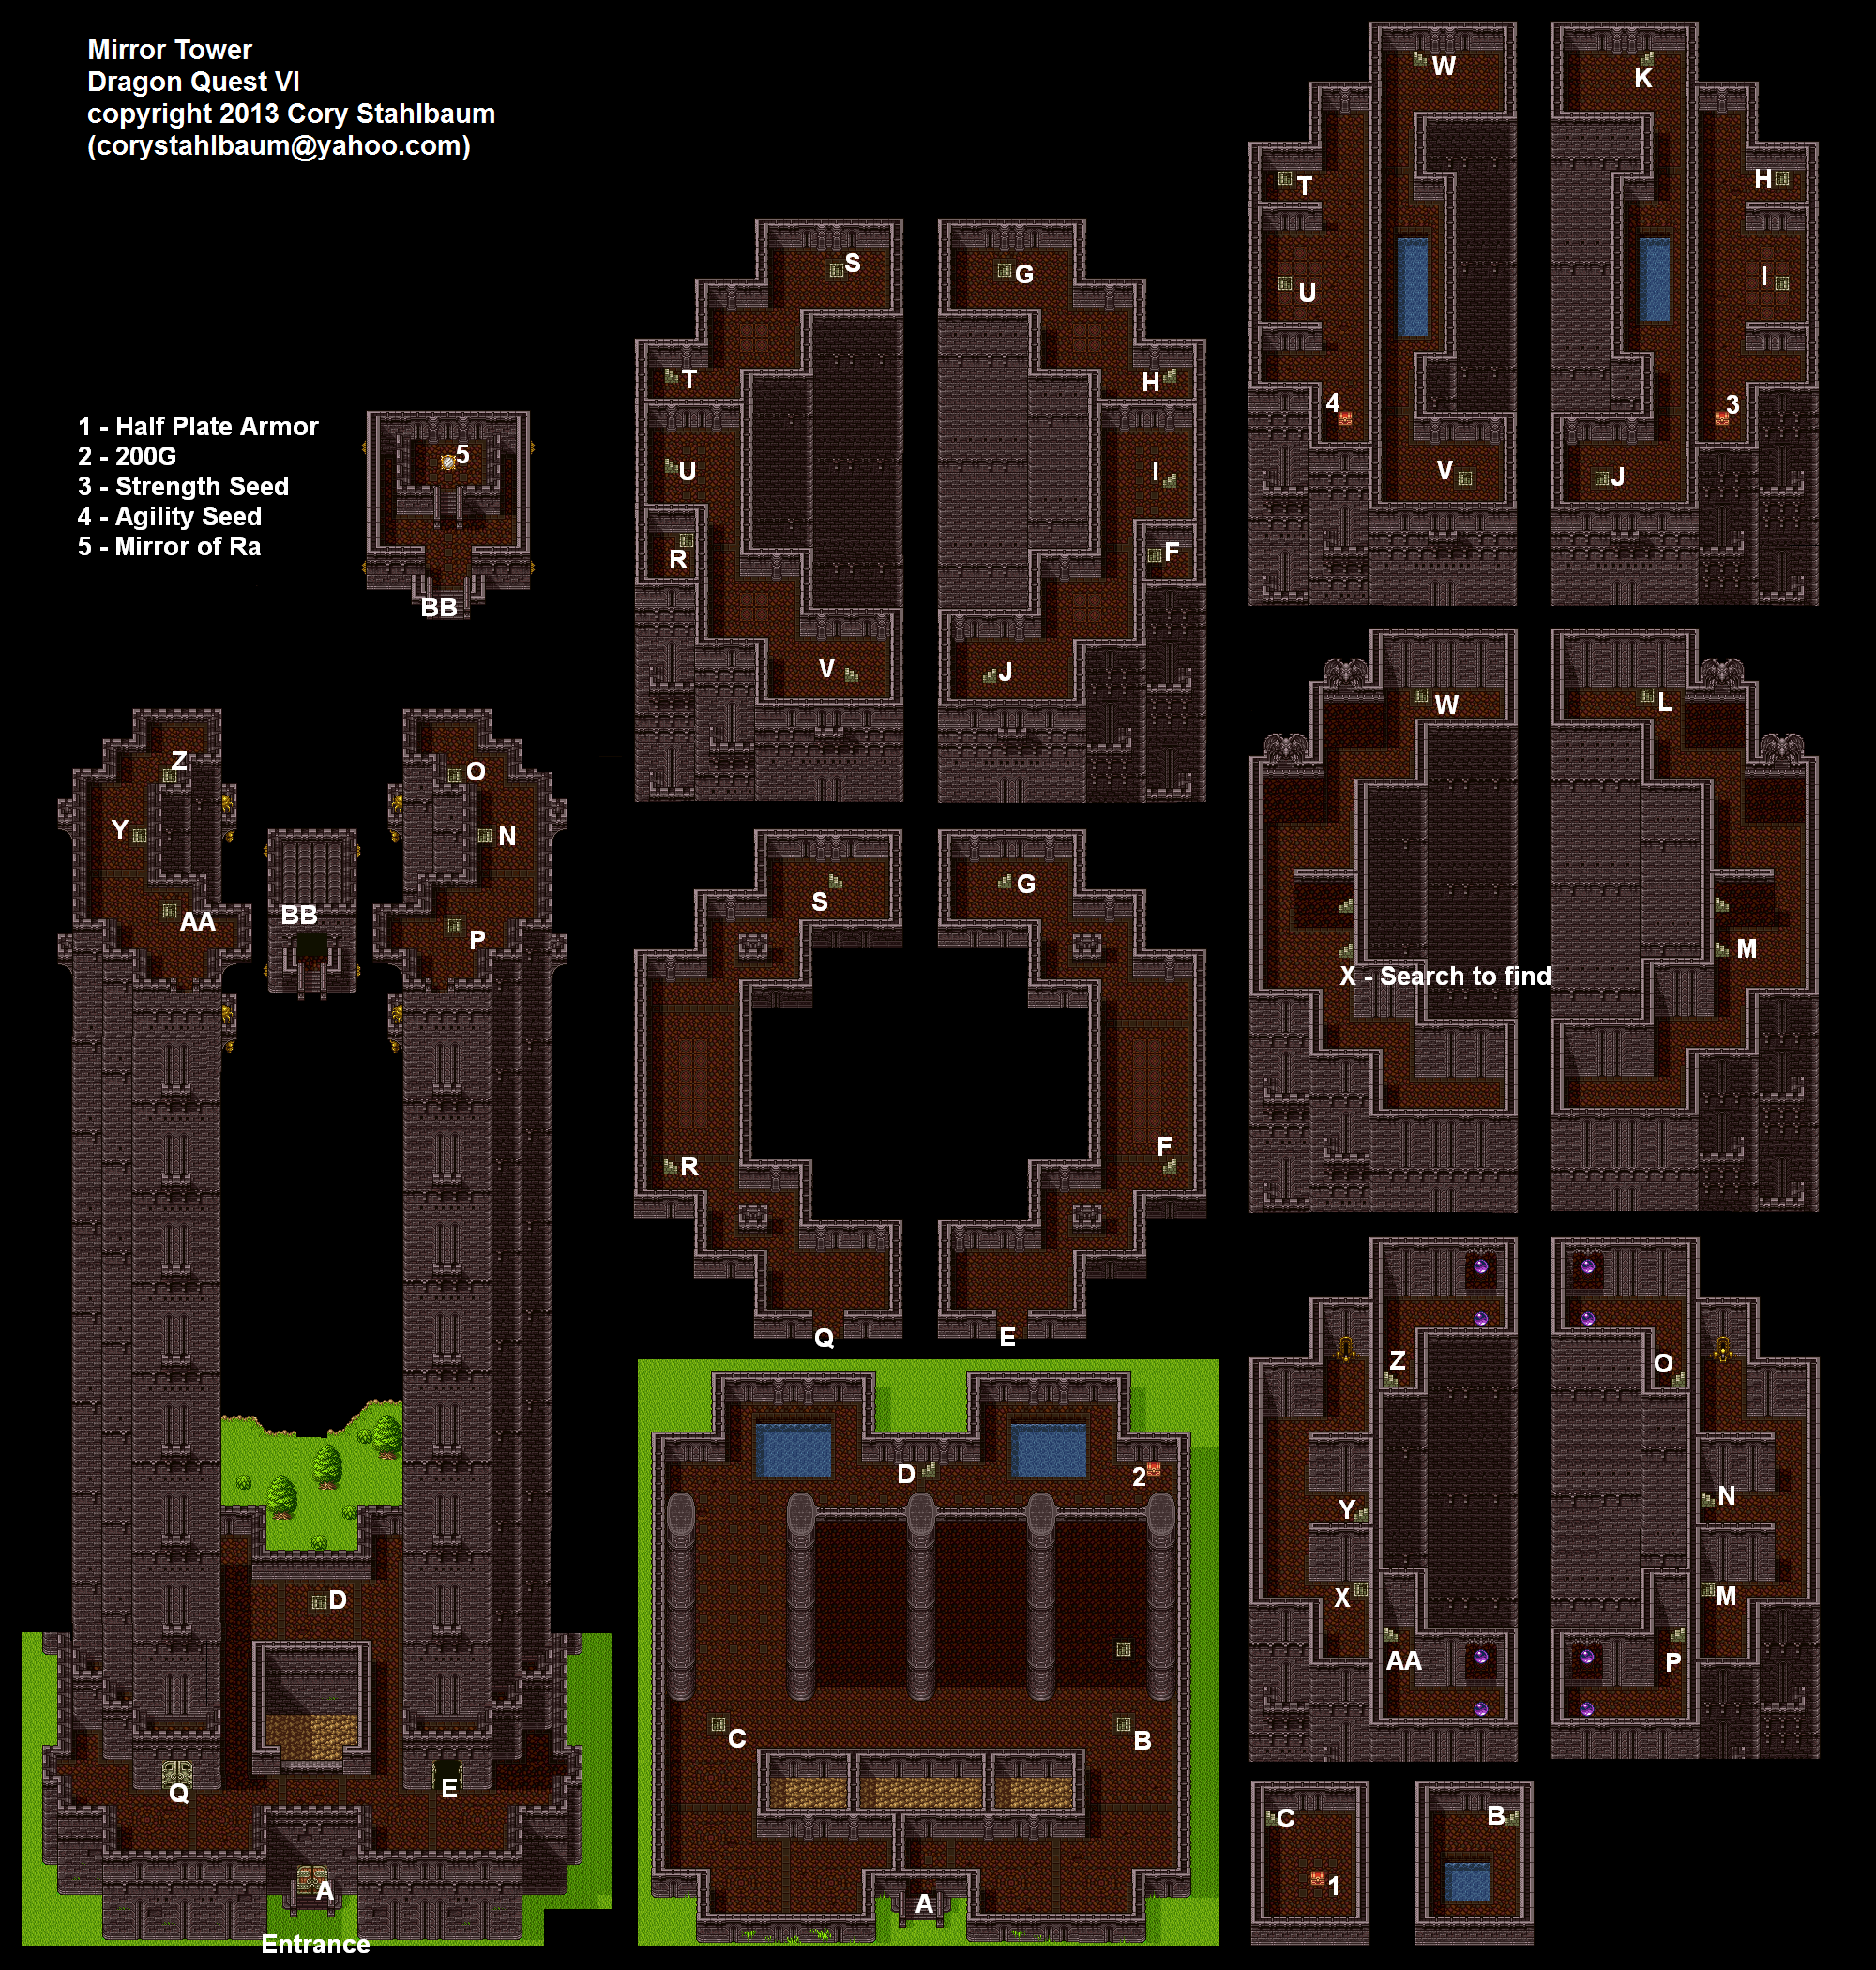 Mirror Tower
Dragon Quest VI
copyright 2013 Cory Stahlbaum
(corystahlbaum@yahoo.com)
1 - Half Plate Armor
2 - 200G
3 - Strength Seed
4 - Agility Seed
5 - Mirror of Ra
5
BB
Z
O
Y
N
BB
AA
P
D
Q
E
A
Entrance
S
G
T
H
U
I
R
F
V
J
S
G
R
F
Q
E
D
2
C
B
A
W
K
T
H
U
I
4
3
V
J
W
L
M
X - Search to find
Z
O
Y
N
X
M
AA
P
C
B
1